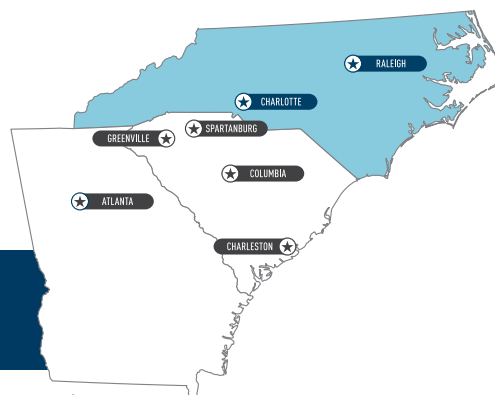 RALEIGH
CHARLOTTE
SPARTANBURG
GREENVILLE
COLUMBIA
ATLANTA
CHARLESTON